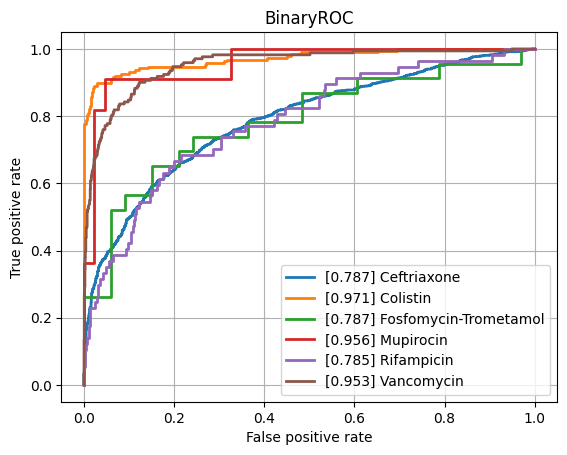 BinaryROC
True positive rate
1.0
0.8
0.6
0.4
0.2
0.0
[0.787] Ceftriaxone
[0.971] Colistin
[0.787] Fosfomycin-Trometamol
[0.956] Mupirocin
[0.785] Rifampicin
[0.953] Vancomycin
0.0 0.2 0.4 0.6 0.8 1.0
False positive rate